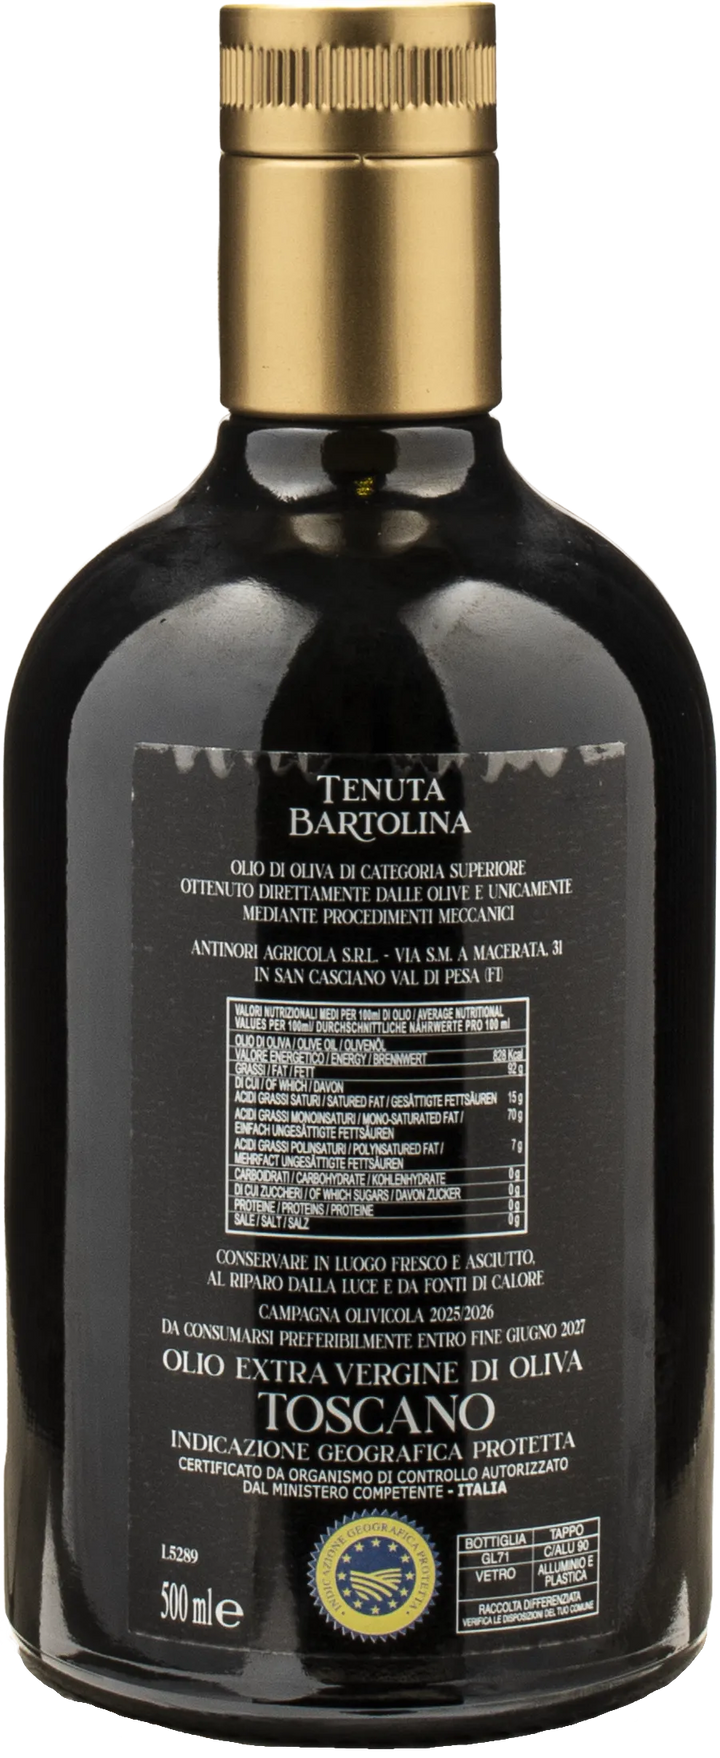 TENUTA
BARTOLINA
OLIO DI OLIVA DI CATEGORIA SUPERIORE
OTTENUTO DIRETTAMENTE DALLE OLIVE E UNICAMENTE
MEDIANTE PROCEDIMENTI MECCANICI
ANTINORI AGRICOLA S.R.L. - VIA S.M. A MACERATA, 31
IN SAN CASCIANO VAL DI PESA (FI)
VALORI NUTRIZIONALI MEDI PER 100ml DI OLIO / AVERAGE NUTRITIONAL
VALUES PER 100ml/ DURCHSCHNITTLICHE NÄHRWERTE PRO 100 ml
OLIO DI OLIVA / OLIVE OIL / OLIVENÖL
VALORE ENERGETICO / ENERGY / BRENNWERT 828 Kcal
GRASSI / FAT / FETT 92 g
DI CUI / OF WHICH / DAVON
ACIDI GRASSI SATURI / SATURED FAT / GESÄTTIGTE FETTSÄUREN 15 g
ACIDI GRASSI MONOINSATURI / MONO-SATURATED FAT / 70 g
EINFACH UNGESÄTTIGTE FETTSÄUREN
ACIDI GRASSI POLINSATURI / POLYNSATURED FAT / 7 g
MEHRFACT UNGESÄTTIGTE FETTSÄUREN
CARBOIDRATI / CARBOHYDRATE / KOHLENHYDRATE 0 g
DI CUI ZUCCHERI / OF WHICH SUGARS / DAVON ZUCKER 0 g
PROTEINE / PROTEINS / PROTEINE 0 g
SALE / SALT / SALZ 0 g
CONSERVARE IN LUOGO FRESCO E ASCIUTTO,
AL RIPARO DALLA LUCE E DA FONTI DI CALORE
CAMPAGNA OLIVICOLA 2025/2026
DA CONSUMARSI PREFERIBILMENTE ENTRO FINE GIUGNO 2027
OLIO EXTRA VERGINE DI OLIVA
TOSCANO
INDICAZIONE GEOGRAFICA PROTETTA
CERTIFICATO DA ORGANISMO DI CONTROLLO AUTORIZZATO
DAL MINISTERO COMPETENTE - ITALIA
L5289
500 ml e
INDICAZIONE GEOGRAFICA PROTETTA
BOTTIGLIA TAPPO
GL71 C/ALU 90
VETRO ALLUMINIO E
PLASTICA
RACCOLTA DIFFERENZIATA
VERIFICA LE DISPOSIZIONI DEL TUO COMUNE